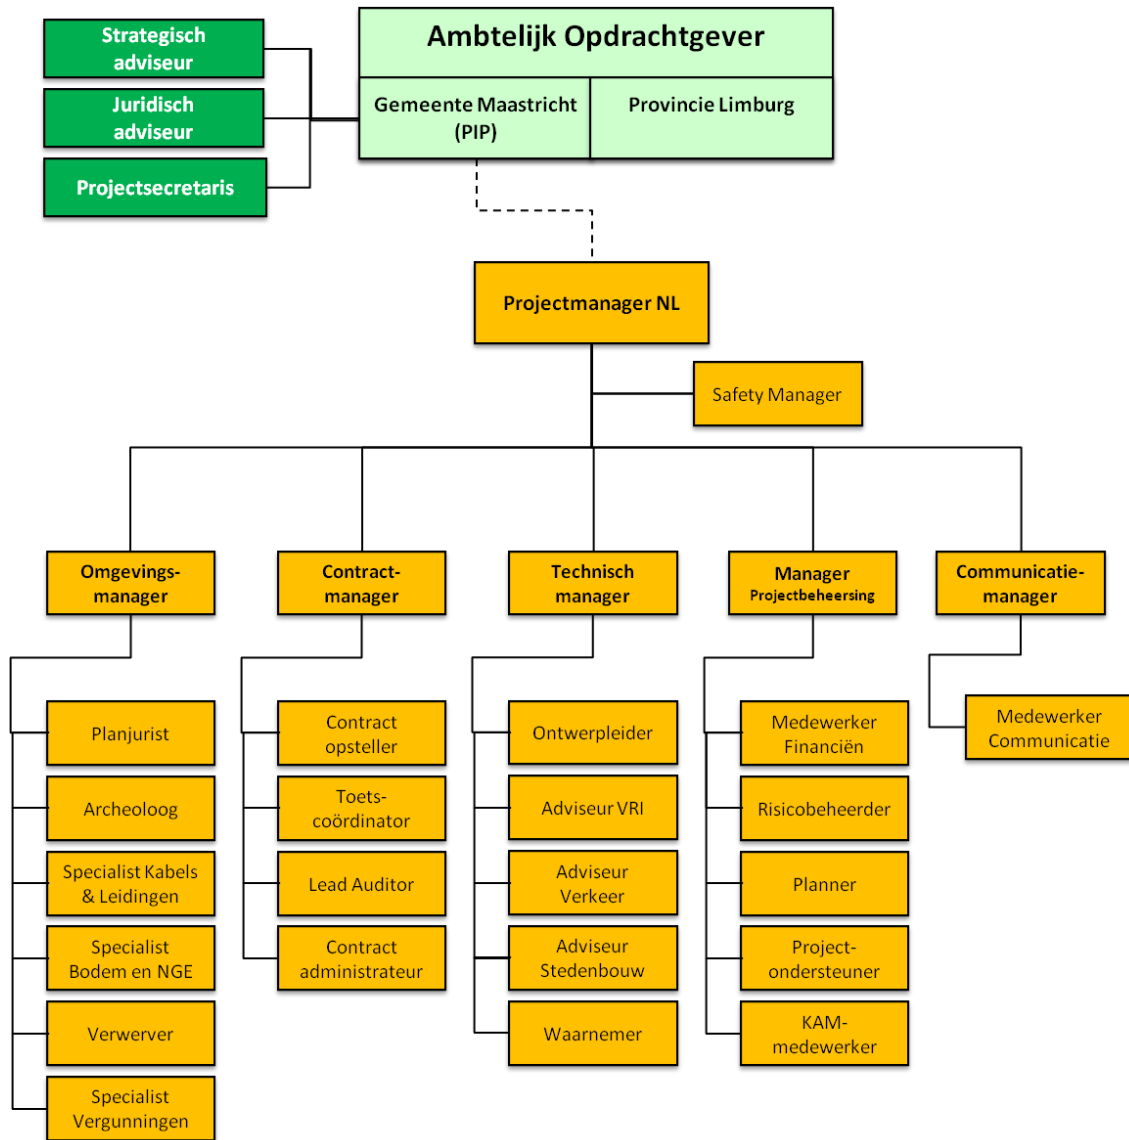 Strategisch
adviseur
Juridisch
adviseur
Projectsecretaris
Ambtelijk Opdrachtgever
Gemeente Maastricht
(PIP)
Provincie Limburg
Projectmanager NL
Safety Manager
Omgevings-
manager
Contract-
manager
Technisch
manager
Manager
Projectbeheersing
Communicatie-
manager
Planjurist
Archeoloog
Specialist Kabels
& Leidingen
Specialist
Bodem en NGE
Verwerver
Specialist
Vergunningen
Contract
opsteller
Toets-
coördinator
Lead Auditor
Contract
administrateur
Ontwerpleider
Adviseur VRI
Adviseur
Verkeer
Adviseur
Stedenbouw
Waarnemer
Medewerker
Financiën
Risicobeheerder
Planner
Project-
ondersteuner
KAM-
medewerker
Medewerker
Communicatie